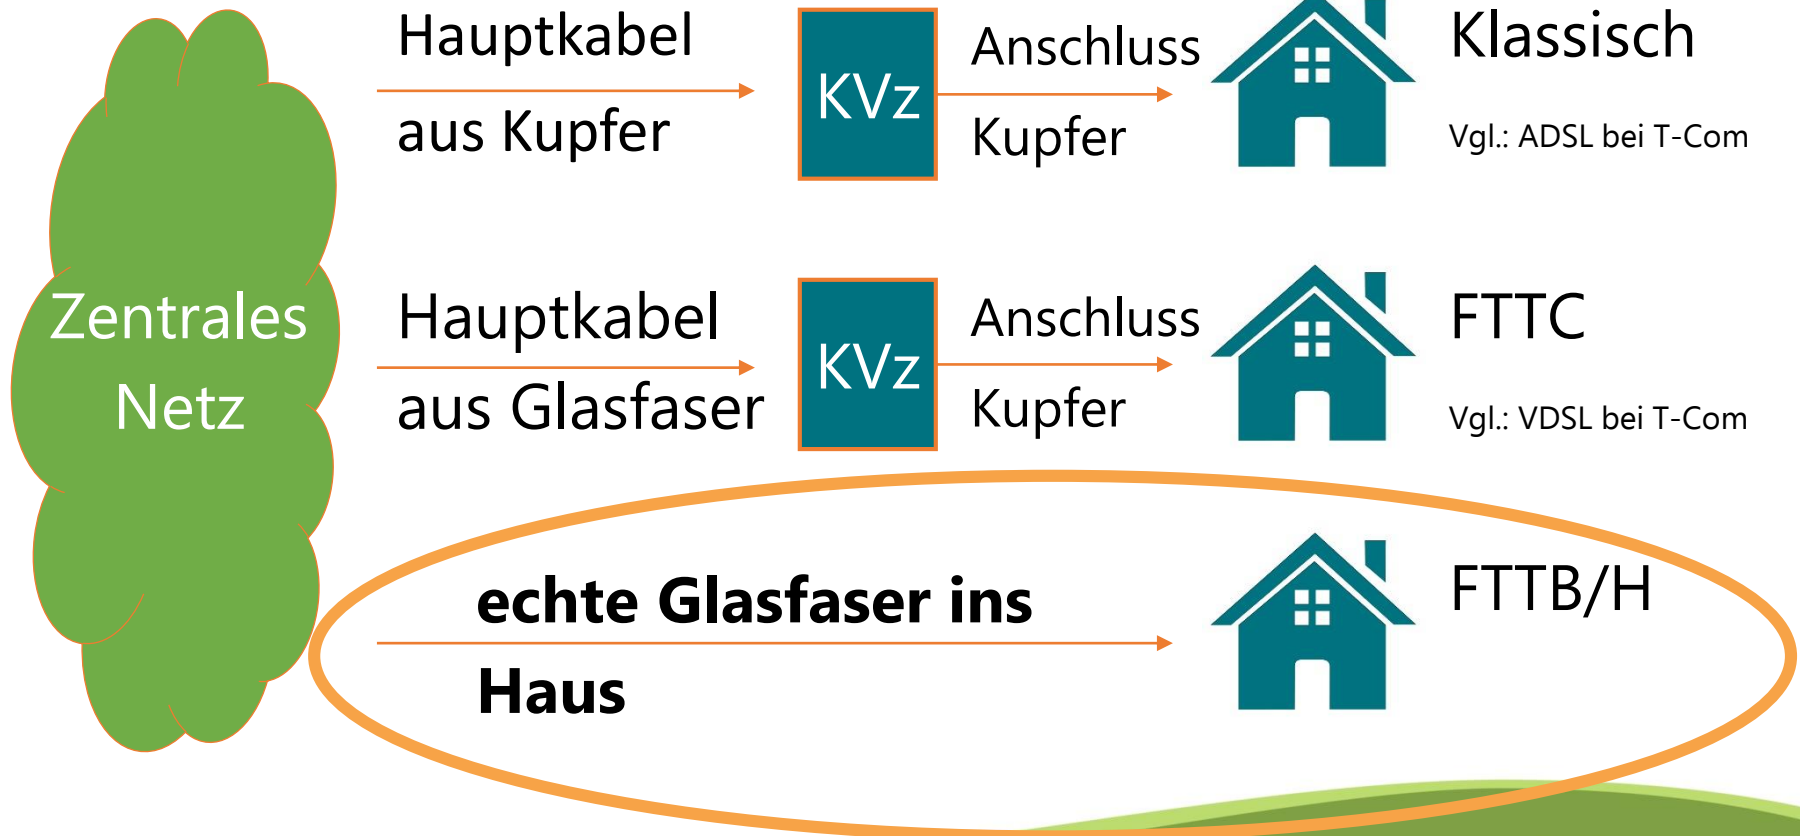 Hauptkabel
aus Kupfer
KVz
Anschluss
Kupfer
Klassisch
Vgl.: ADSL bei T-Com
Zentrales
Netz
Hauptkabel
aus Glasfaser
KVz
Anschluss
Kupfer
FTTC
Vgl.: VDSL bei T-Com
echte Glasfaser ins
Haus
FTTB/H